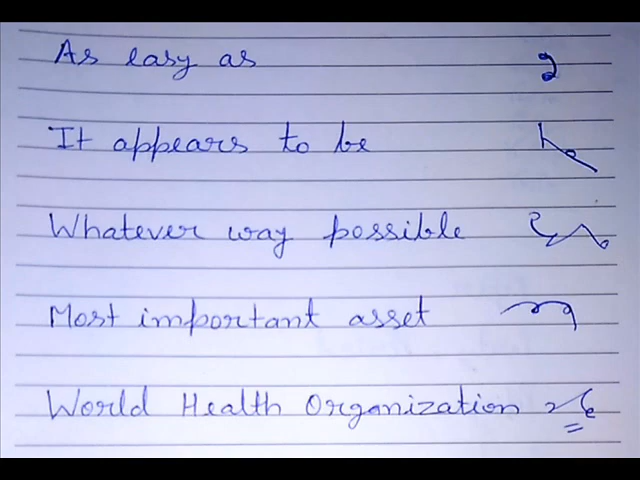 As easy as
It appears to be
Whatever way possible
Most important asset
World Health Organization